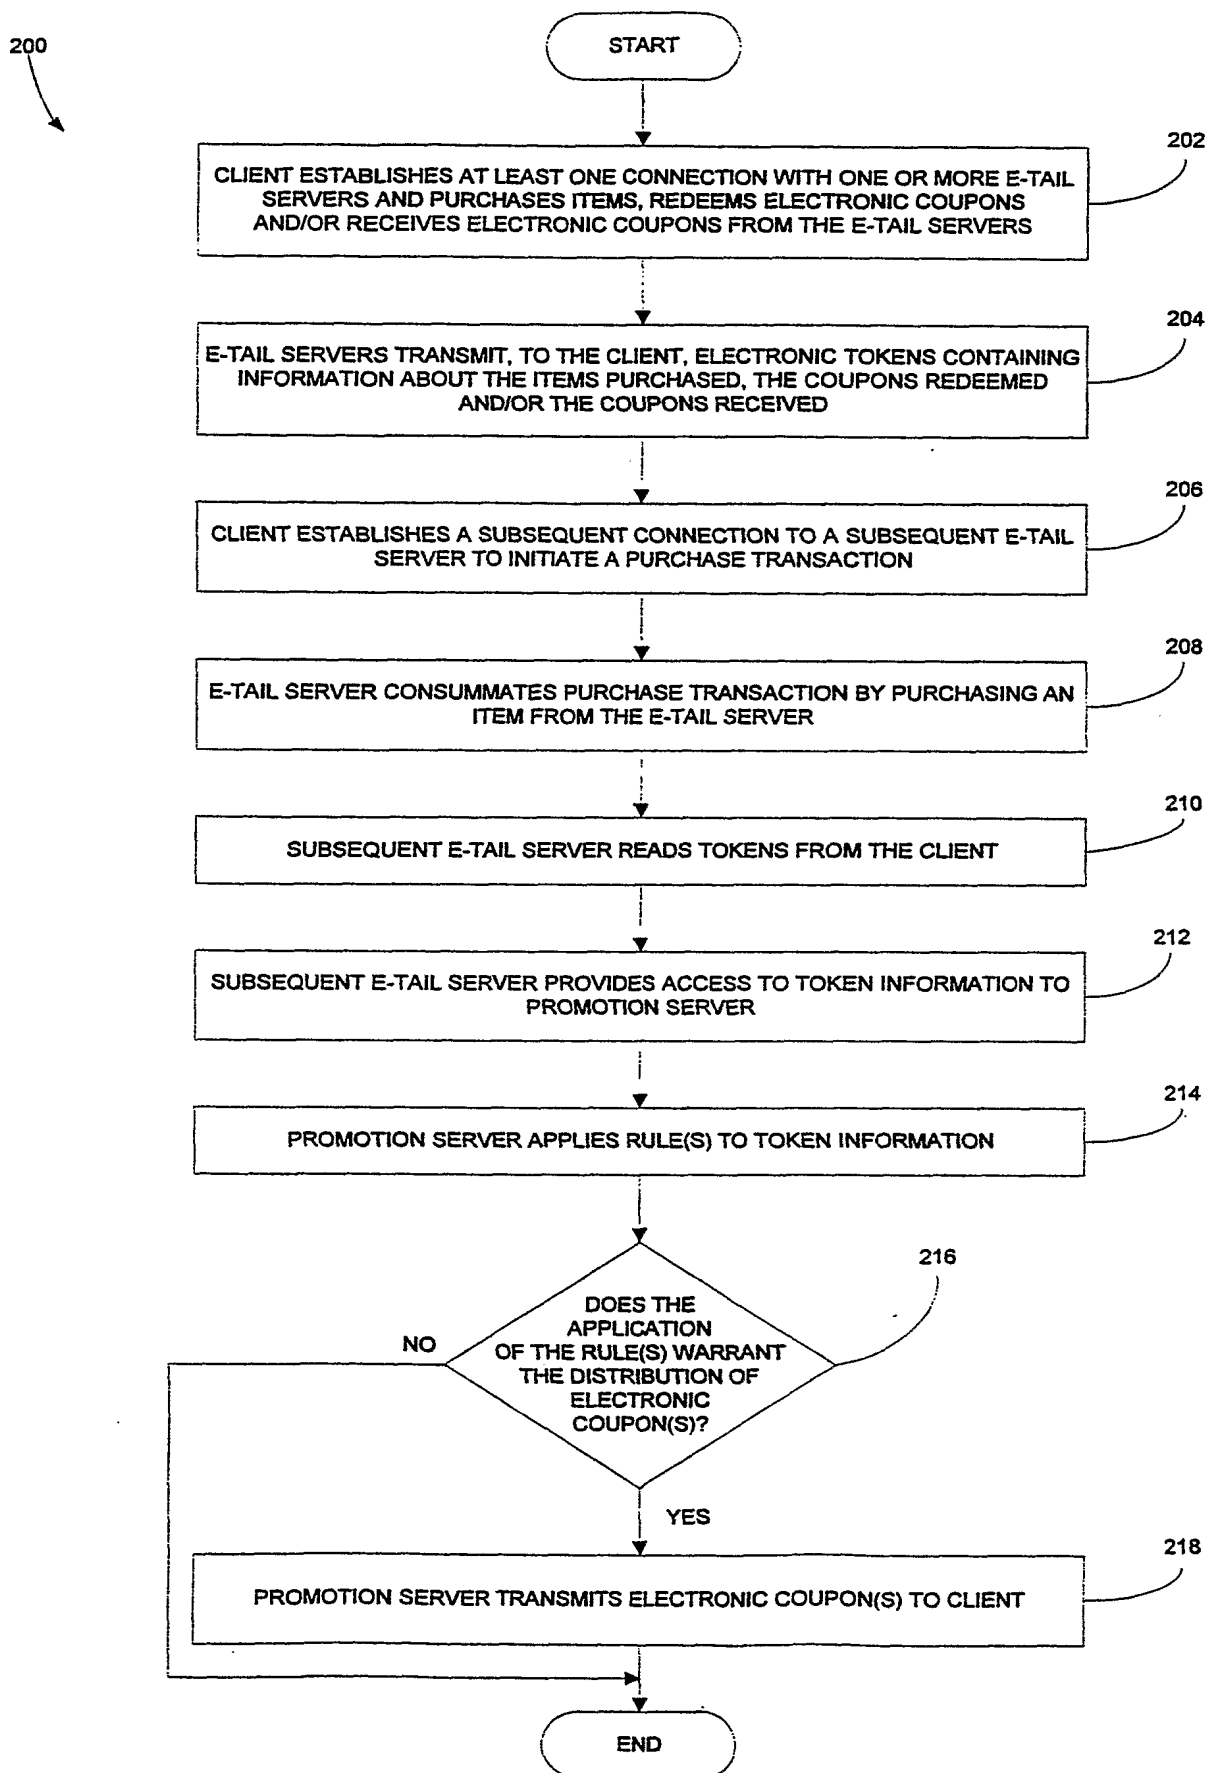 200
START
202
CLIENT ESTABLISHES AT LEAST ONE CONNECTION WITH ONE OR MORE E-TAIL
SERVERS AND PURCHASES ITEMS, REDEEMS ELECTRONIC COUPONS
AND/OR RECEIVES ELECTRONIC COUPONS FROM THE E-TAIL SERVERS
204
E-TAIL SERVERS TRANSMIT, TO THE CLIENT, ELECTRONIC TOKENS CONTAINING
INFORMATION ABOUT THE ITEMS PURCHASED, THE COUPONS REDEEMED
AND/OR THE COUPONS RECEIVED
206
CLIENT ESTABLISHES A SUBSEQUENT CONNECTION TO A SUBSEQUENT E-TAIL
SERVER TO INITIATE A PURCHASE TRANSACTION
208
E-TAIL SERVER CONSUMMATES PURCHASE TRANSACTION BY PURCHASING AN
ITEM FROM THE E-TAIL SERVER
210
SUBSEQUENT E-TAIL SERVER READS TOKENS FROM THE CLIENT
212
SUBSEQUENT E-TAIL SERVER PROVIDES ACCESS TO TOKEN INFORMATION TO
PROMOTION SERVER
214
PROMOTION SERVER APPLIES RULE(S) TO TOKEN INFORMATION
216
DOES THE
APPLICATION
OF THE RULE(S) WARRANT
THE DISTRIBUTION OF
ELECTRONIC
COUPON(S)?
NO
YES
218
PROMOTION SERVER TRANSMITS ELECTRONIC COUPON(S) TO CLIENT
END